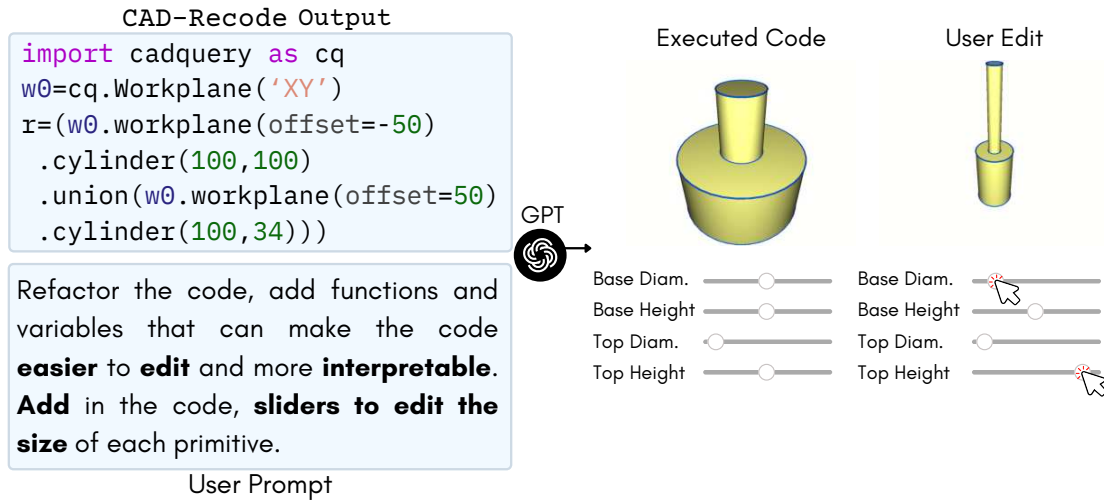 CAD-Recode Output
import cadquery as cq
w0=cq.Workplane(‘XY’)
r=(w0.workplane(offset=-50)
.cylinder(100,100)
.union(w0.workplane(offset=50)
.cylinder(100,34)))
Refactor the code, add functions and
variables that can make the code
easier to edit and more interpretable.
Add in the code, sliders to edit the
size of each primitive.
User Prompt
GPT
Executed Code
Base Diam.
Base Height
Top Diam.
Top Height
User Edit
Base Diam.
Base Height
Top Diam.
Top Height